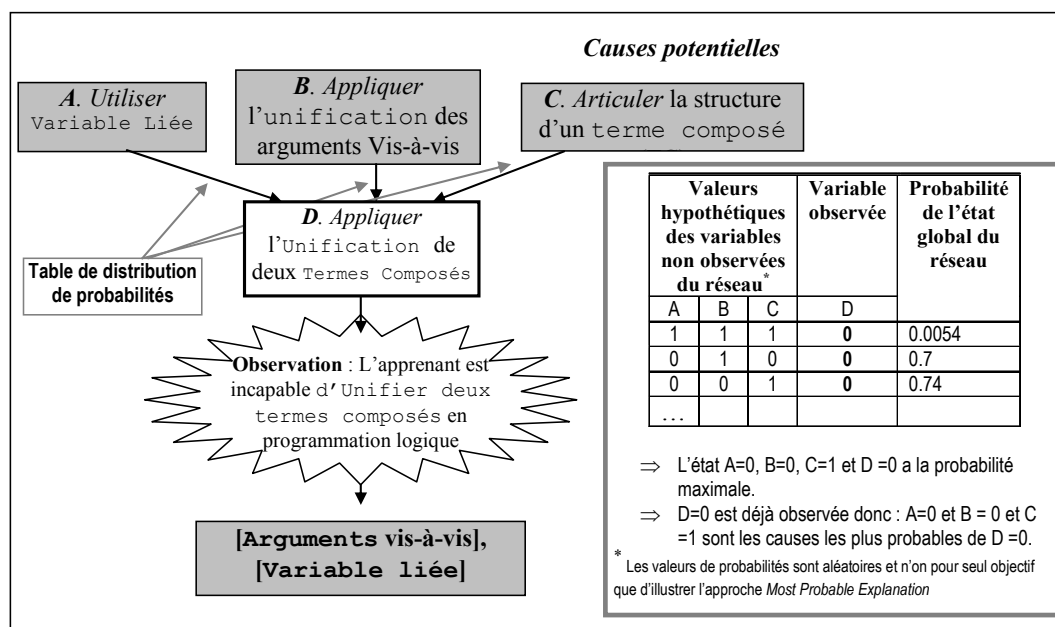 Causes potentielles
A. Utiliser
Variable Liée
B. Appliquer
l'unification des
arguments Vis-à-vis
C. Articuler la structure
d'un terme composé
D. Appliquer
l'Unification de
deux Termes Composés
Table de distribution
de probabilités
Observation : L'apprenant est
incapable d'Unifier deux
termes composés en
programmation logique
[Arguments vis-à-vis],
[Variable liée]
Valeurs
hypothétiques
des variables
non observées
du réseau*
Variable
observée
Probabilité
de l'état
global du
réseau
A B C D
1 1 1 0 0.0054
0 1 0 0 0.7
0 0 1 0 0.74
...
⇒ L'état A=0, B=0, C=1 et D =0 a la probabilité
maximale.
⇒ D=0 est déjà observée donc : A=0 et B = 0 et C
=1 sont les causes les plus probables de D =0.
* Les valeurs de probabilités sont aléatoires et n'on pour seul objectif
que d'illustrer l'approche Most Probable Explanation